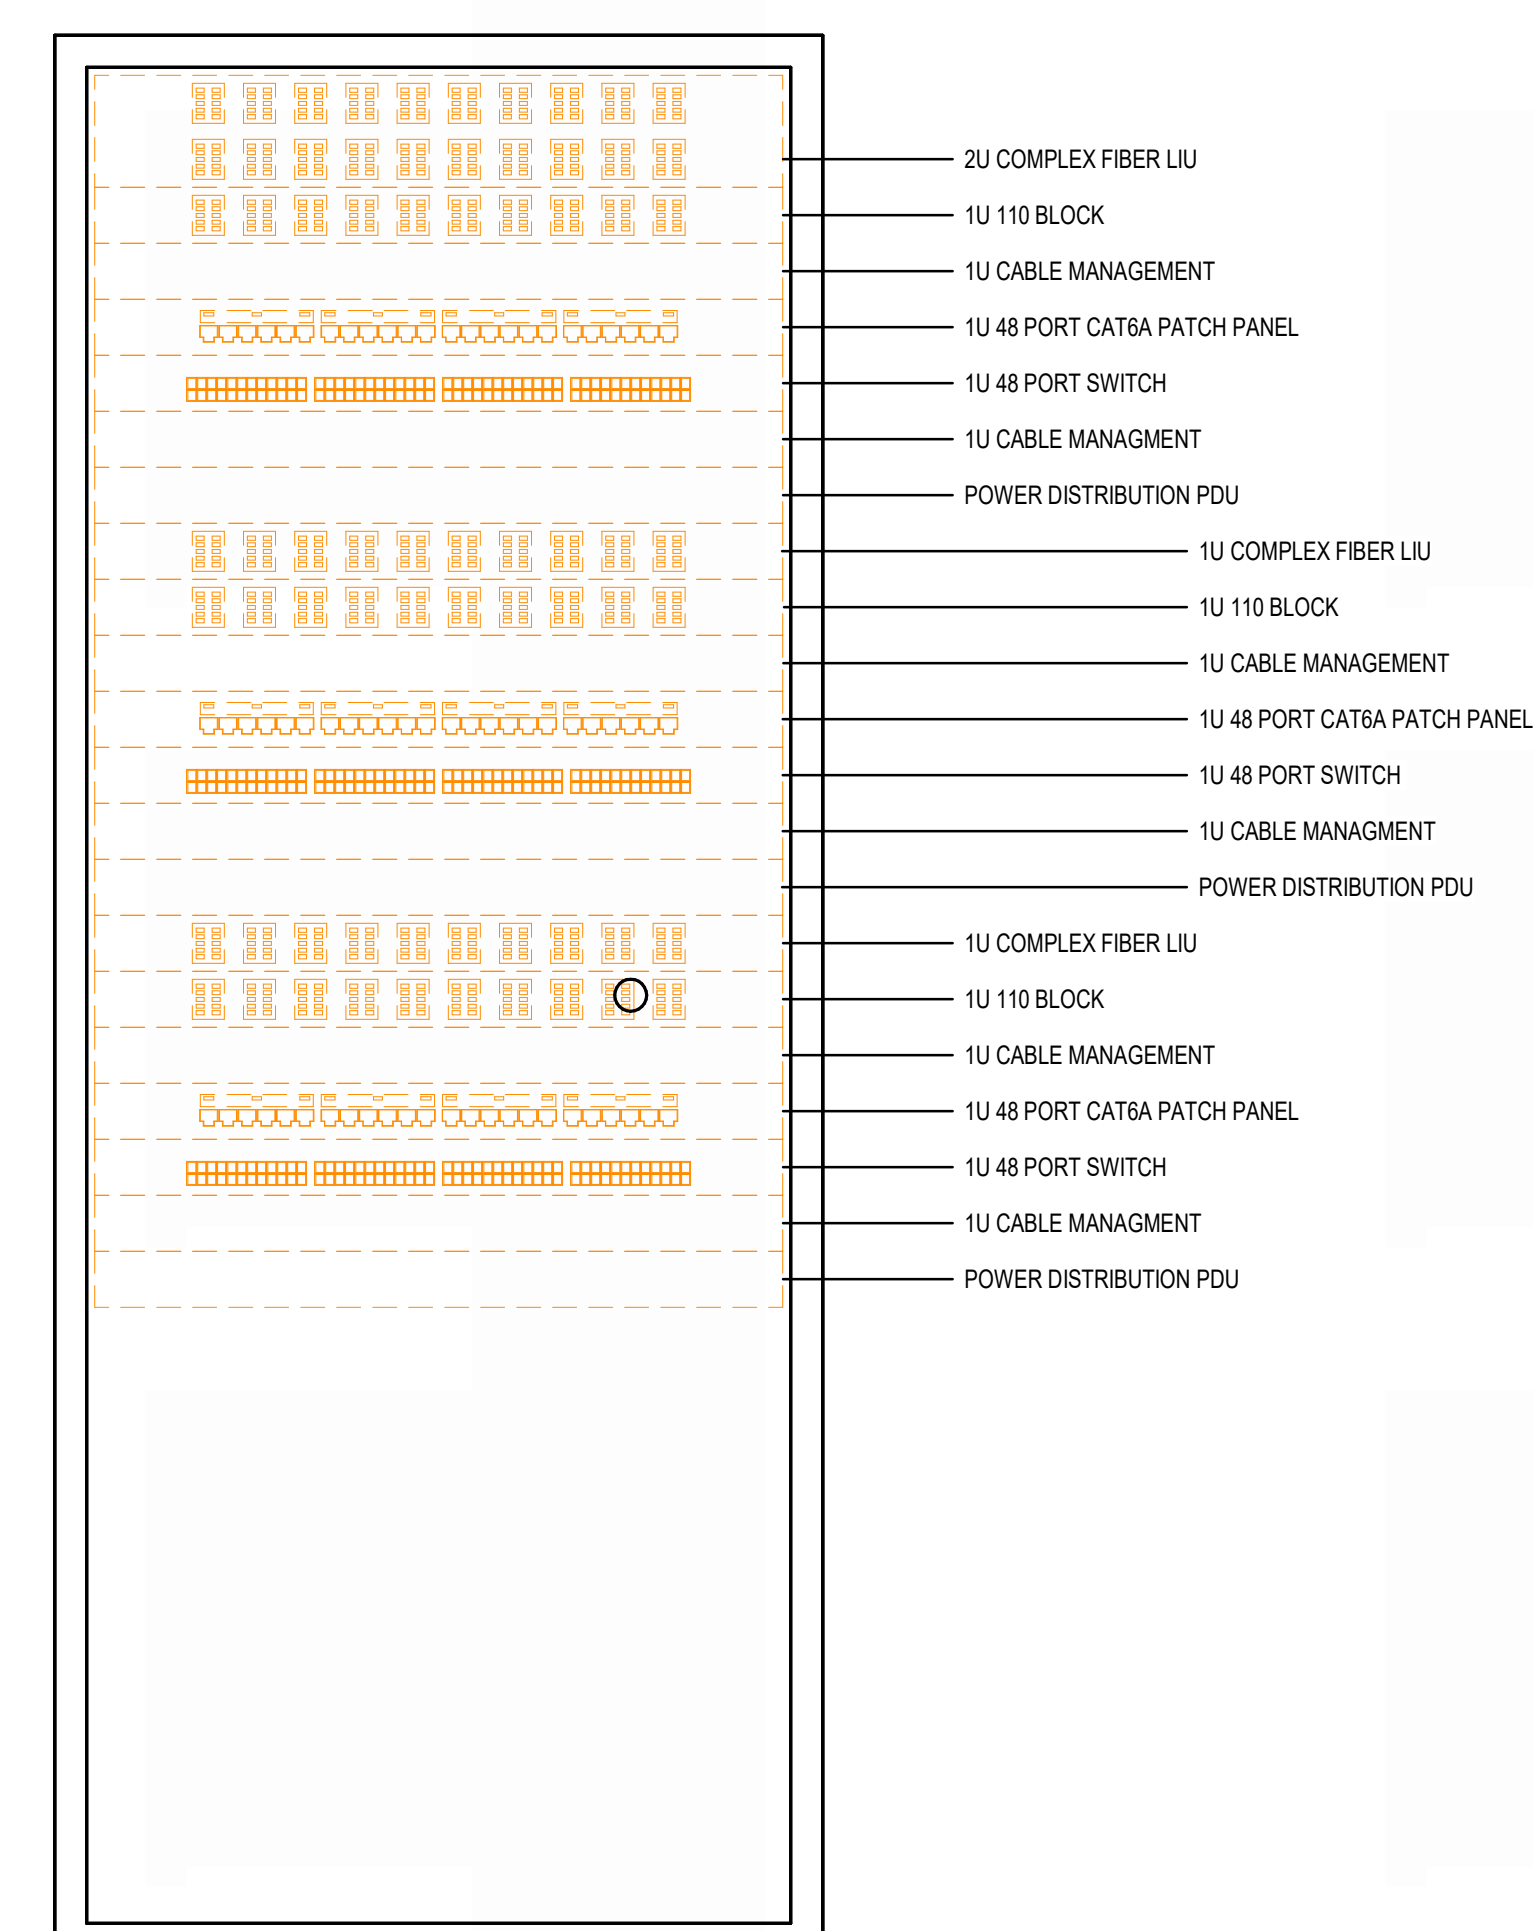 2U COMPLEX FIBER LIU
1U 110 BLOCK
1U CABLE MANAGEMENT
1U 48 PORT CAT6A PATCH PANEL
1U 48 PORT SWITCH
1U CABLE MANAGMENT
POWER DISTRIBUTION PDU
1U COMPLEX FIBER LIU
1U 110 BLOCK
1U CABLE MANAGEMENT
1U 48 PORT CAT6A PATCH PANEL
1U 48 PORT SWITCH
1U CABLE MANAGMENT
POWER DISTRIBUTION PDU
1U COMPLEX FIBER LIU
1U 110 BLOCK
1U CABLE MANAGEMENT
1U 48 PORT CAT6A PATCH PANEL
1U 48 PORT SWITCH
1U CABLE MANAGMENT
POWER DISTRIBUTION PDU